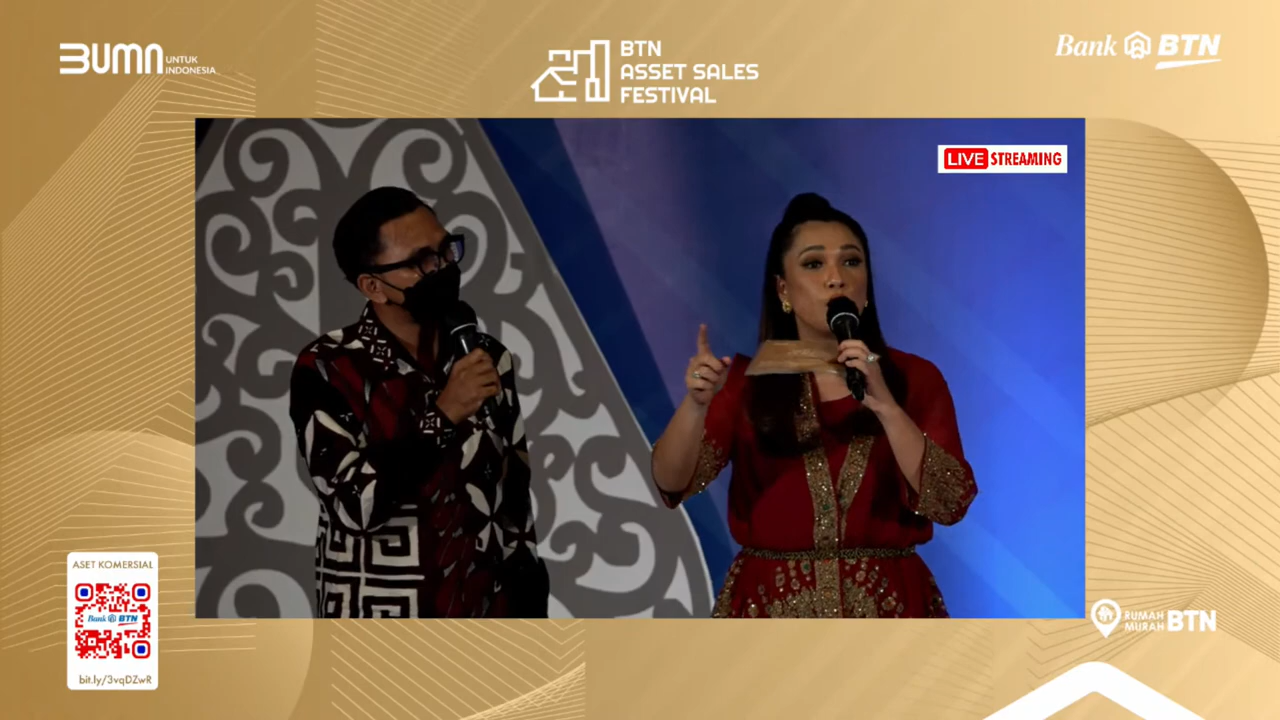 BUMN UNTUK
INDONESIA
BTN
ASSET SALES
FESTIVAL
Bank BTN
LIVE STREAMING
ASET KOMERSIAL
Bank BTN
bit.ly/3vqDZwR
RUMAH
MURAH BTN